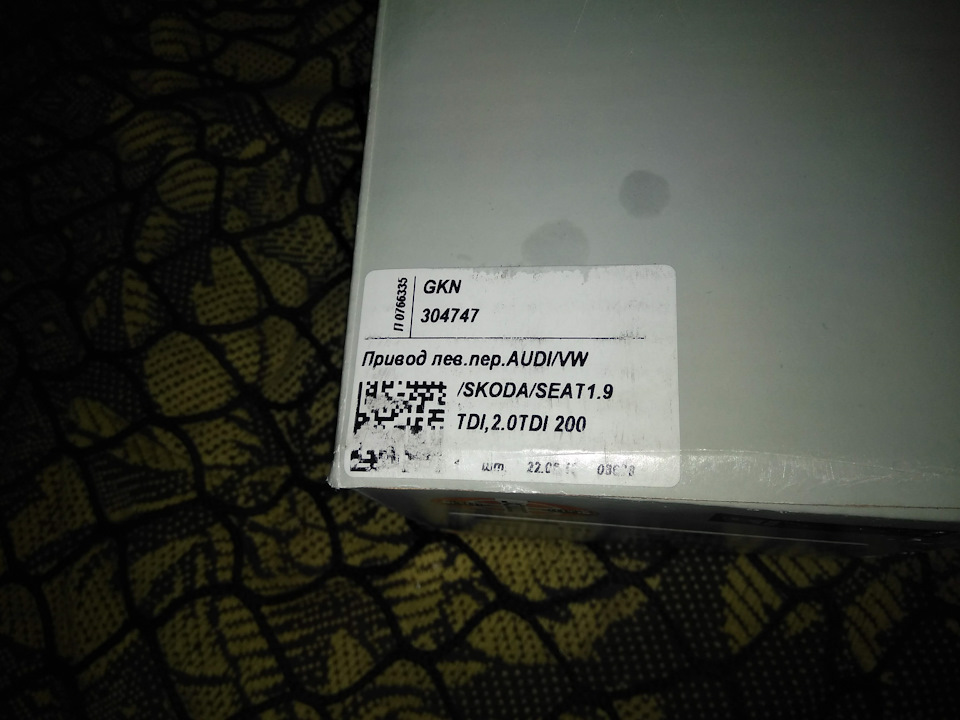 П 0766335
GKN
304747
Привод лев.пер.AUDI/VW
/SKODA/SEAT1.9
TDI,2.0TDI 200
шт.